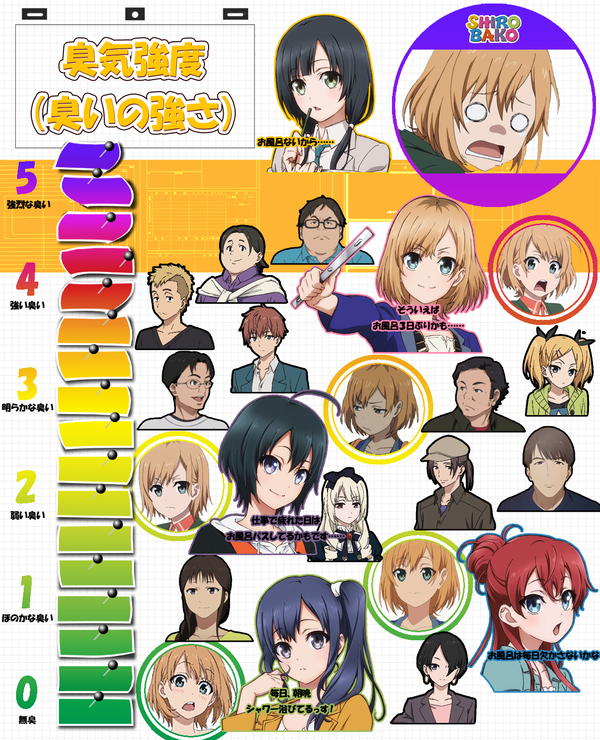 臭気強度
(臭いの強さ)
SHIRO
BAKO
お風呂ないから……
5
強烈な臭い
4
強い臭い
そういえば
お風呂3日ぶりかも……
3
明らかな臭い
2
弱い臭い
仕事で疲れた日は
お風呂パスしてるかもです……
1
ほのかな臭い
お風呂は毎日欠かさないかな
0
無臭
毎日、朝晩
シャワー浴びてるっす!